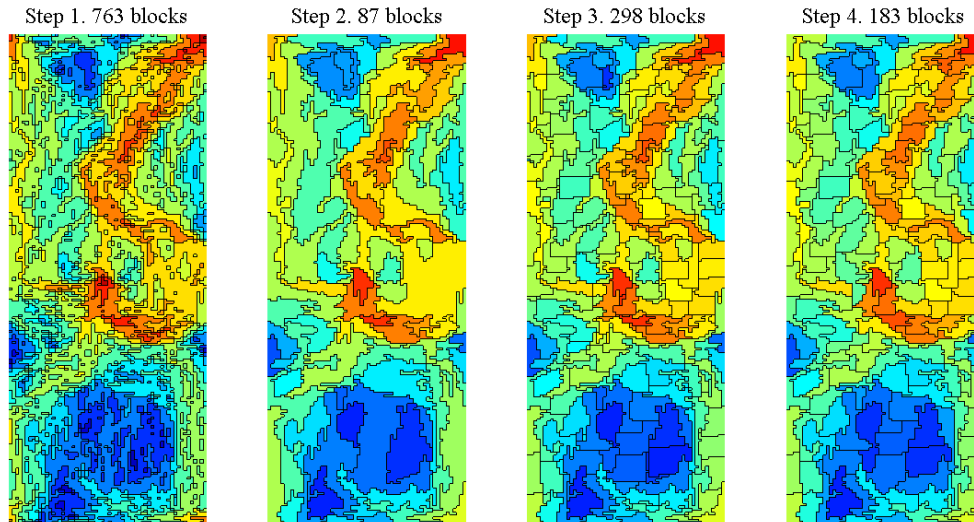 Step 1. 763 blocks
Step 2. 87 blocks
Step 3. 298 blocks
Step 4. 183 blocks